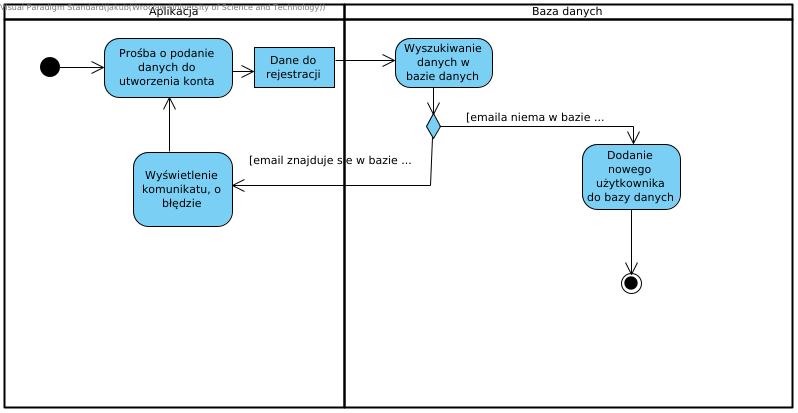 Visual Paradigm Standard(Jakub(Wrocław University of Science and Technology))
Aplikacja
Baza danych
Prośba o podanie
danych do
utworzenia konta
Dane do
rejestracji
Wyszukiwanie
danych w
bazie danych
[emaila niema w bazie ...
[email znajduje się w bazie ...
Wyświetlenie
komunikatu, o
błędzie
Dodanie
nowego
użytkownika
do bazy danych